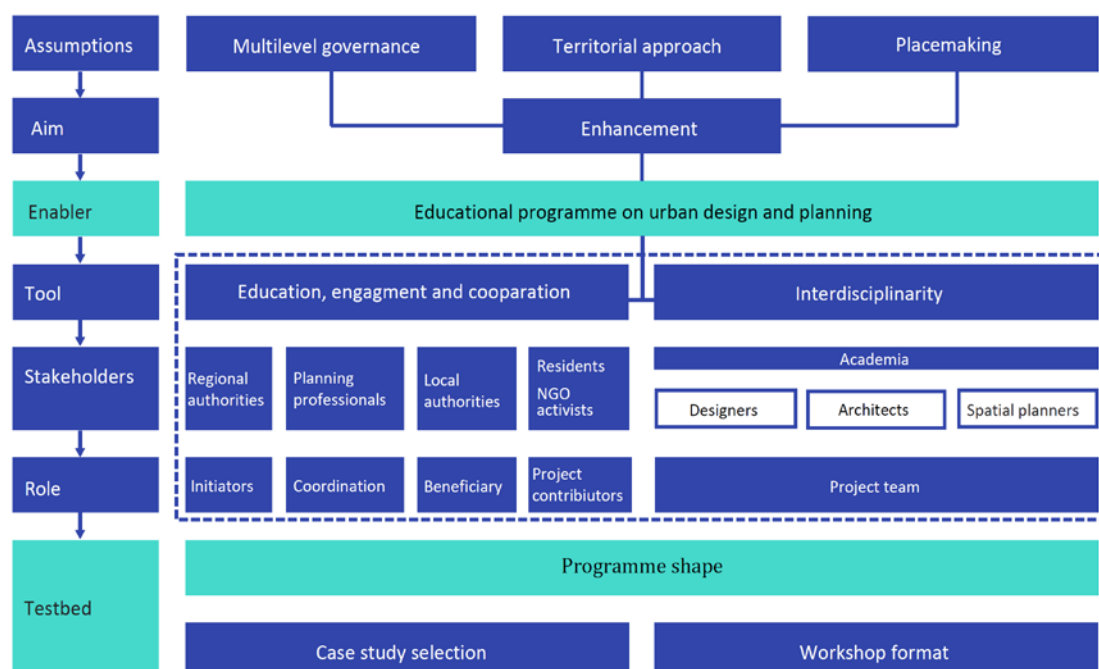 Assumptions
Multilevel governance
Territorial approach
Placemaking
Aim
Enhancement
Enabler
Educational programme on urban design and planning
Tool
Education, engagment and cooparation
Interdisciplinarity
Stakeholders
Regional
authorities
Planning
professionals
Local
authorities
Residents
NGO
activists
Academia
Designers
Architects
Spatial planners
Role
Initiators
Coordination
Beneficiary
Project
contribiutors
Project team
Testbed
Programme shape
Case study selection
Workshop format